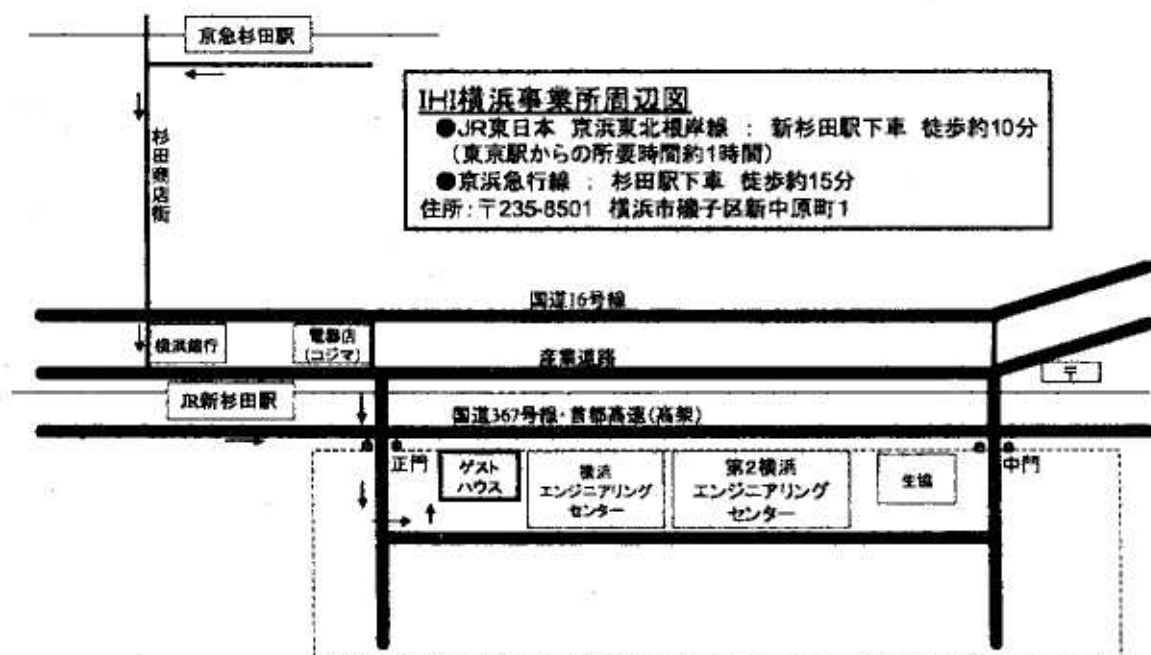 京急杉田駅
IHI横浜事業所周辺図
●JR東日本 京浜東北根岸線 : 新杉田駅下車 徒歩約10分
(東京駅からの所要時間約1時間)
●京浜急行線 : 杉田駅下車 徒歩約15分
住所:〒235-8501 横浜市磯子区新中原町1
杉田商店街
国道16号線
横浜銀行
電器店
(コジマ)
産業道路
〒
JR新杉田駅
国道367号線・首都高速(高架)
正門
ゲスト
ハウス
横浜
エンジニアリング
センター
第2横浜
エンジニアリング
センター
生協
中門